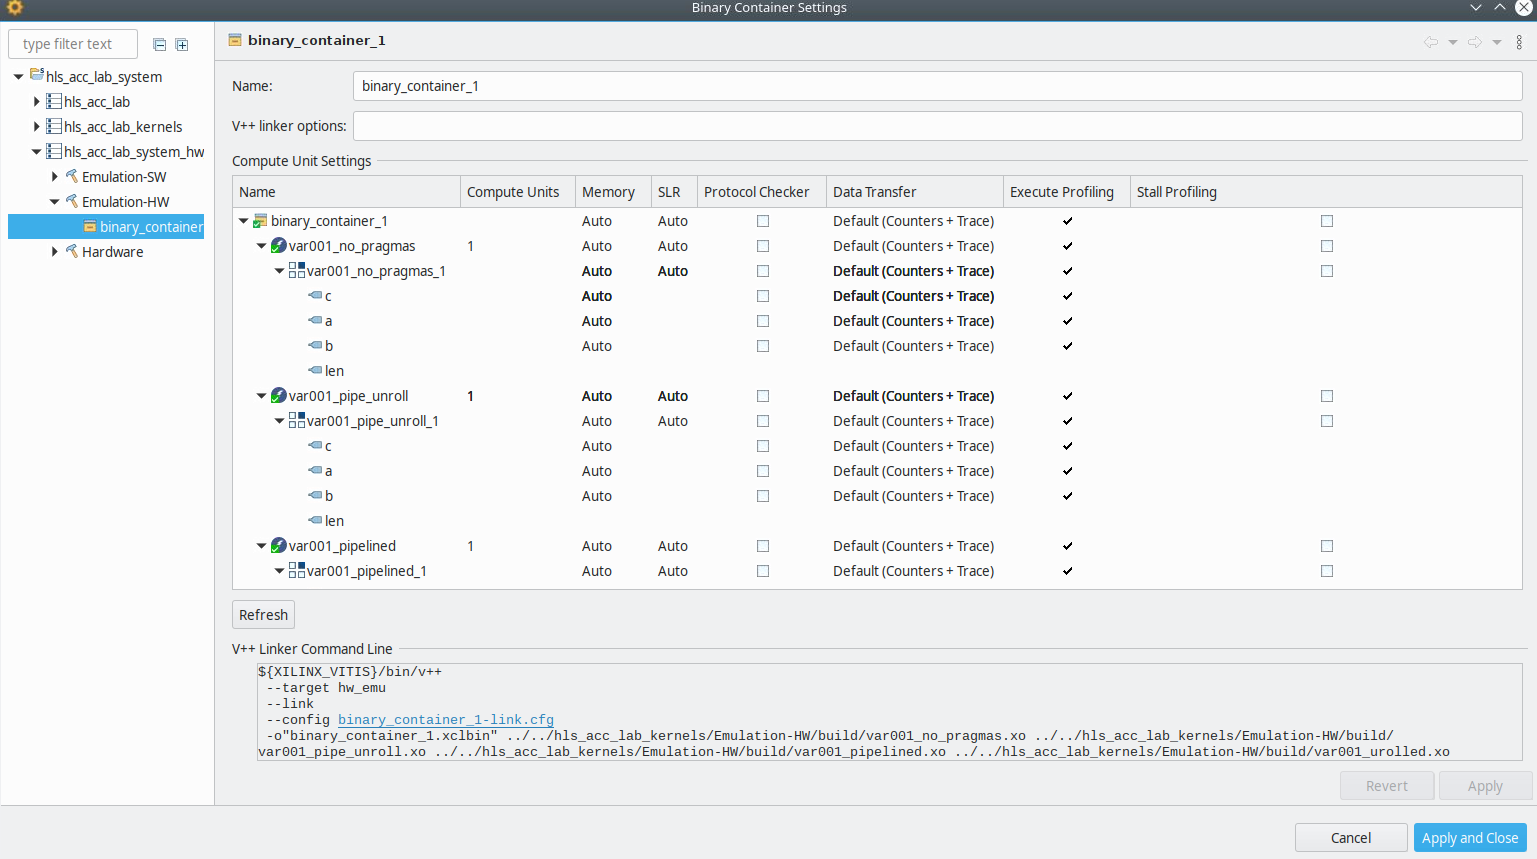 Binary Container Settings
type filter text
hls_acc_lab_system
hls_acc_lab
hls_acc_lab_kernels
hls_acc_lab_system_hw
Emulation-SW
Emulation-HW
binary_container
Hardware
binary_container_1
Name: binary_container_1
V++ linker options:
Compute Unit Settings
Name Compute Units Memory SLR Protocol Checker Data Transfer Execute Profiling Stall Profiling
binary_container_1 Auto Auto Default (Counters + Trace)
var001_no_pragmas 1 Auto Auto Default (Counters + Trace)
var001_no_pragmas_1 Auto Auto Default (Counters + Trace)
c Auto Default (Counters + Trace)
a Auto Default (Counters + Trace)
b Auto Default (Counters + Trace)
len
var001_pipe_unroll 1 Auto Auto Default (Counters + Trace)
var001_pipe_unroll_1 Auto Auto Default (Counters + Trace)
c Auto Default (Counters + Trace)
a Auto Default (Counters + Trace)
b Auto Default (Counters + Trace)
len
var001_pipelined 1 Auto Auto Default (Counters + Trace)
var001_pipelined_1 Auto Auto Default (Counters + Trace)
Refresh
V++ Linker Command Line
${XILINX_VITIS}/bin/v++
--target hw_emu
--link
--config binary_container_1-link.cfg
-o"binary_container_1.xclbin" ../../hls_acc_lab_kernels/Emulation-HW/build/var001_no_pragmas.xo ../../hls_acc_lab_kernels/Emulation-HW/build/
var001_pipe_unroll.xo ../../hls_acc_lab_kernels/Emulation-HW/build/var001_pipelined.xo ../../hls_acc_lab_kernels/Emulation-HW/build/var001_urolled.xo
Revert Apply
Cancel Apply and Close